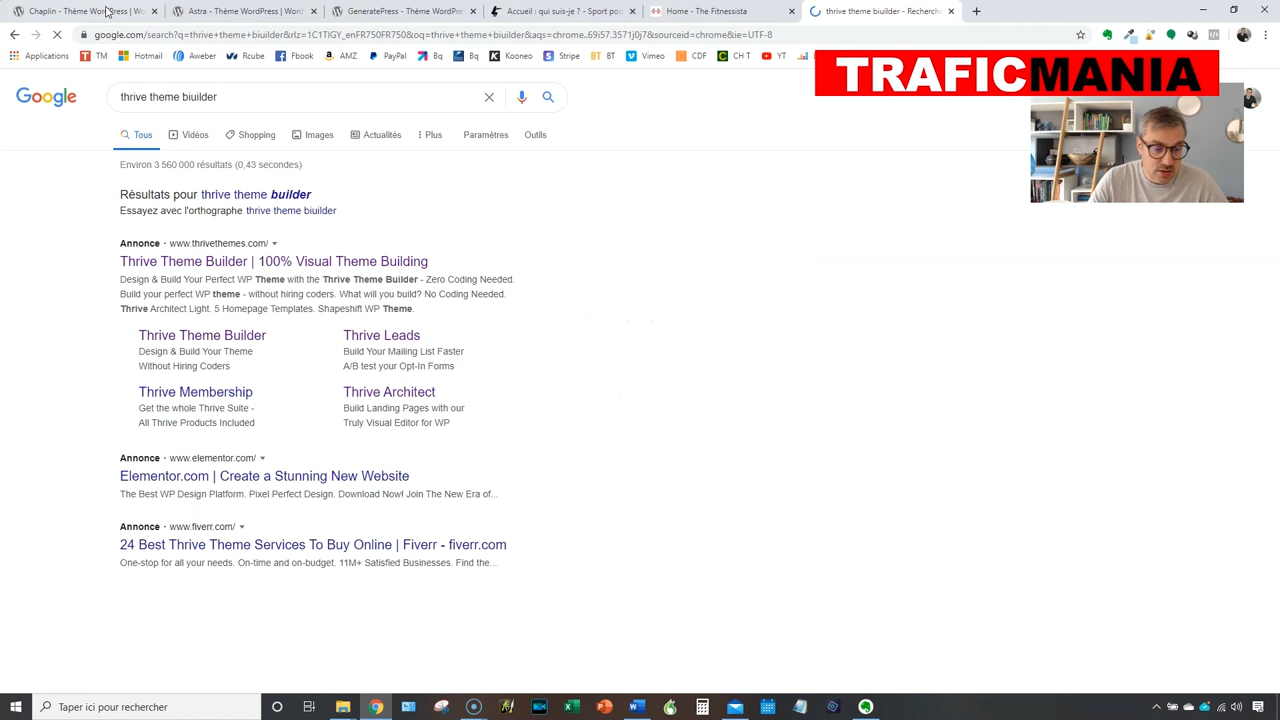 Chaplin - Thème WordPress | Wo
Astra - Thème WordPress | Word
GeneratePress - Thème WordPre
Accueil : qui suis-je ? - Sport pou
Home - The Fitnessista
thrive theme biuilder - Recherch
google.com/search?q=thrive+theme+biuilder&rlz=1C1TIGY_enFR750FR750&oq=thrive+theme+biuilder&aqs=chrome..69i57.3571j0j7&sourceid=chrome&ie=UTF-8
Applications TM Hotmail Aweber Rcube Fbook Amazon PayPal Bq Kooneo Stripe BT Vimeo CH T YT
TRAFICMANIA
Google
thrive theme biuilder
Tous Vidéos Shopping Images Actualités Plus Paramètres Outils
Environ 3 560 000 résultats (0,43 secondes)
Résultats pour thrive theme builder
Essayez avec l'orthographe thrive theme biuilder
Annonce · www.thrivethemes.com/
Thrive Theme Builder | 100% Visual Theme Building
Design & Build Your Perfect WP Theme with the Thrive Theme Builder - Zero Coding Needed.
Build your perfect WP theme - without hiring coders. What will you build? No Coding Needed.
Thrive Architect Light. 5 Homepage Templates. Shapeshift WP Theme.
Thrive Theme Builder
Design & Build Your Theme
Without Hiring Coders
Thrive Leads
Build Your Mailing List Faster
A/B test your Opt-In Forms
Thrive Membership
Get the whole Thrive Suite -
All Thrive Products Included
Thrive Architect
Build Landing Pages with our
Truly Visual Editor for WP
Annonce · www.elementor.com/
Elementor.com | Create a Stunning New Website
The Best WP Design Platform. Pixel Perfect Design. Download Now! Join The New Era of...
Annonce · www.fiverr.com/
24 Best Thrive Theme Services To Buy Online | Fiverr - fiverr.com
One-stop for all your needs. On-time and on-budget. 11M+ Satisfied Businesses. Find the...
Taper ici pour rechercher